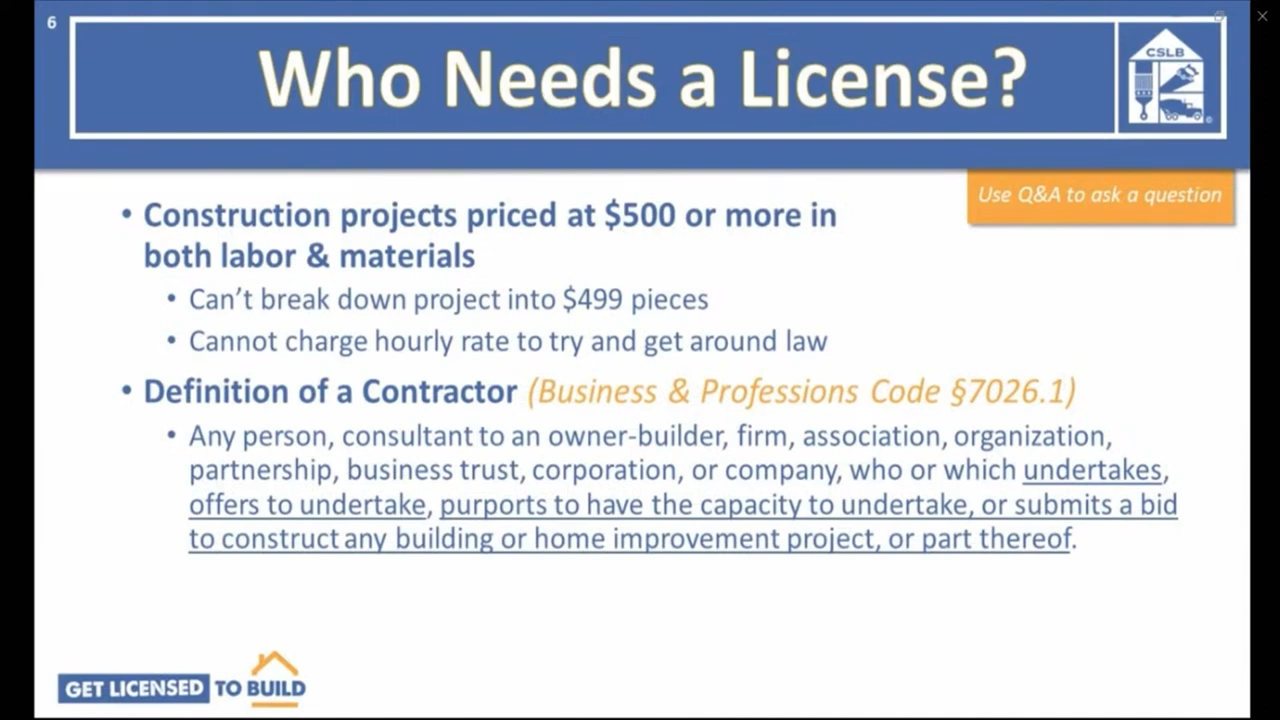 6
Who Needs a License?
CSLB
Use Q&A to ask a question
• Construction projects priced at $500 or more in
both labor & materials
• Can’t break down project into $499 pieces
• Cannot charge hourly rate to try and get around law
• Definition of a Contractor (Business & Professions Code §7026.1)
• Any person, consultant to an owner-builder, firm, association, organization,
partnership, business trust, corporation, or company, who or which undertakes,
offers to undertake, purports to have the capacity to undertake, or submits a bid
to construct any building or home improvement project, or part thereof.
GET LICENSED TO BUILD